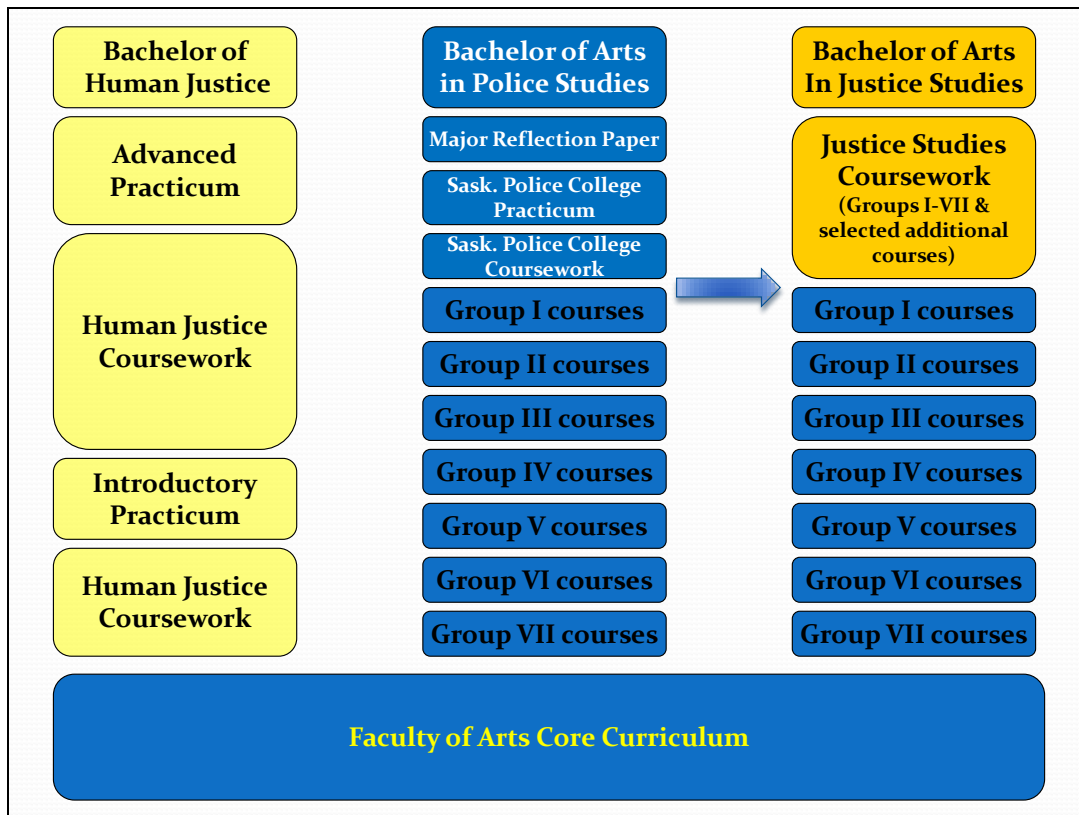 Bachelor of
Human Justice
Advanced
Practicum
Human Justice
Coursework
Introductory
Practicum
Human Justice
Coursework
Bachelor of Arts
in Police Studies
Major Reflection Paper
Sask. Police College
Practicum
Sask. Police College
Coursework
Group I courses
Group II courses
Group III courses
Group IV courses
Group V courses
Group VI courses
Group VII courses
Bachelor of Arts
In Justice Studies
Justice Studies
Coursework
(Groups I-VII &
selected additional
courses)
Group I courses
Group II courses
Group III courses
Group IV courses
Group V courses
Group VI courses
Group VII courses
Faculty of Arts Core Curriculum